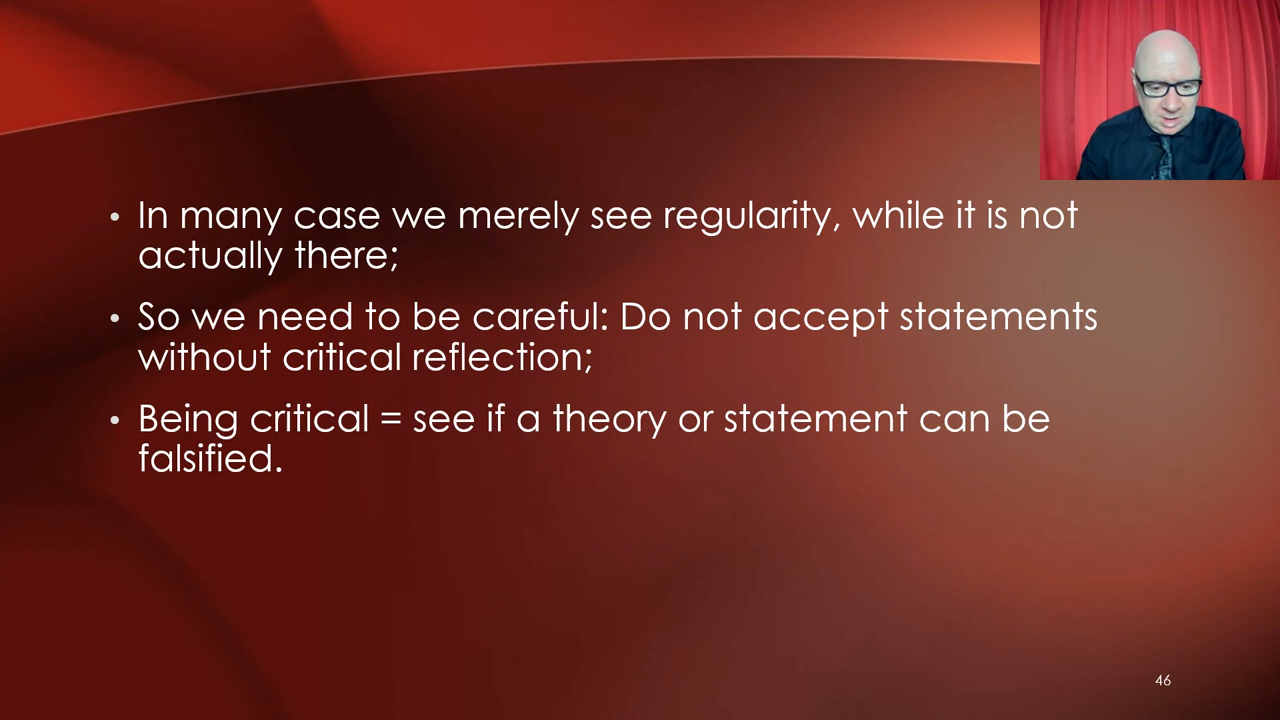 • In many case we merely see regularity, while it is not
actually there;
• So we need to be careful: Do not accept statements
without critical reflection;
• Being critical = see if a theory or statement can be
falsified.
46